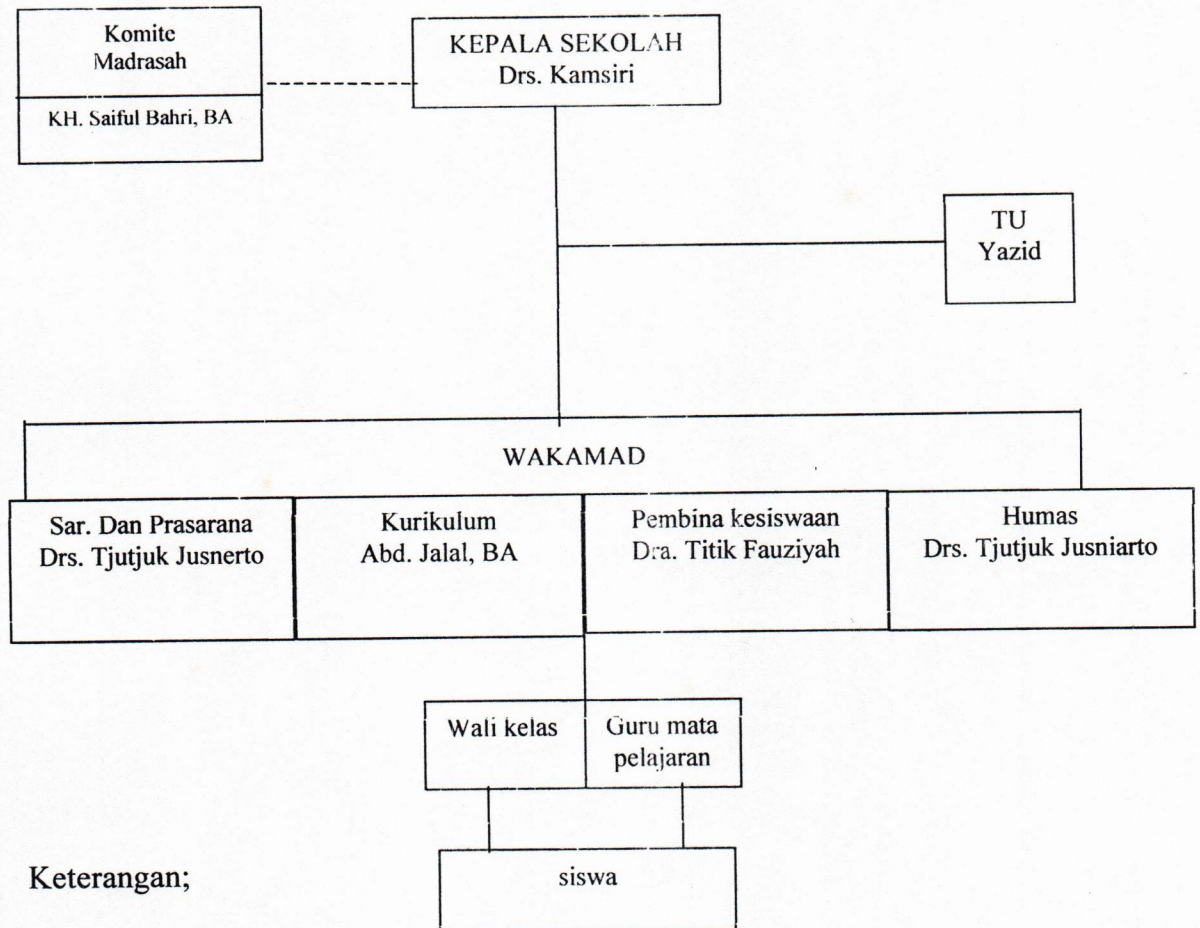 Komite
Madrasah
KH. Saiful Bahri, BA
KEPALA SEKOLAH
Drs. Kamsiri
TU
Yazid
WAKAMAD
Sar. Dan Prasarana
Drs. Tjutjuk Jusnerto
Kurikulum
Abd. Jalal, BA
Pembina kesiswaan
Dra. Titik Fauziyah
Humas
Drs. Tjutjuk Jusniarto
Wali kelas
Guru mata
pelajaran
siswa
Keterangan;